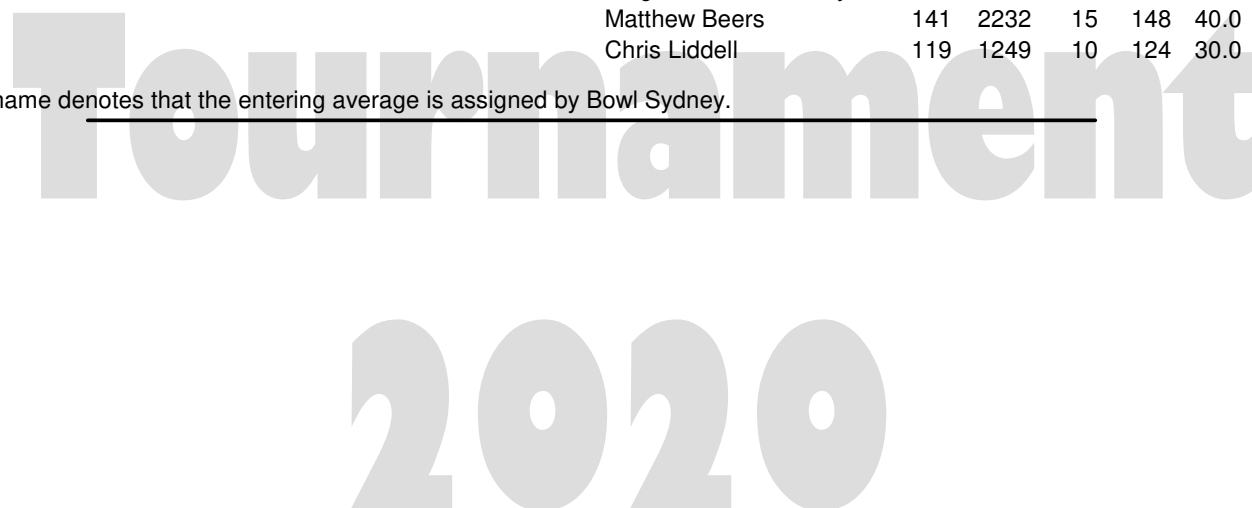 Matthew Beers 141 2232 15 148 40.0
Chris Liddell 119 1249 10 124 30.0
name denotes that the entering average is assigned by Bowl Sydney.
Tournament
2020